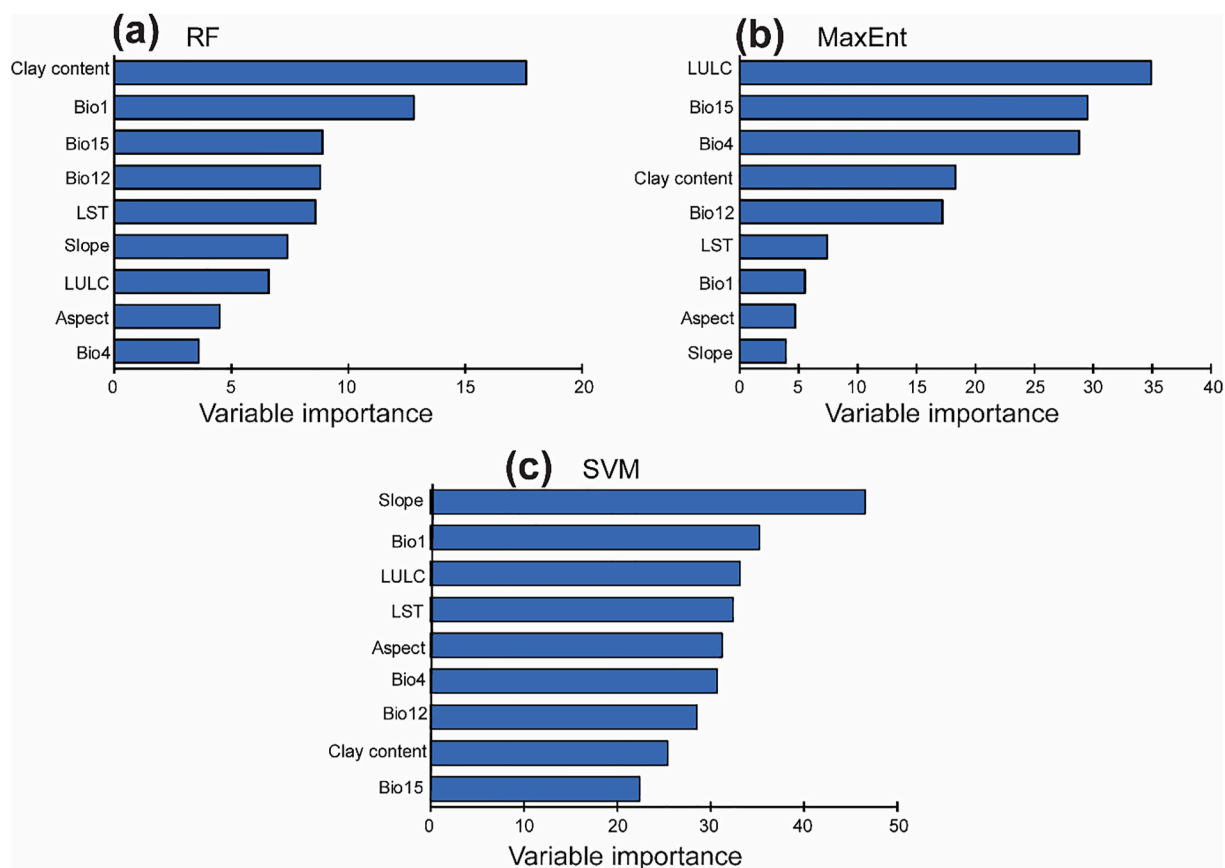 (a) RF
Clay content
Bio1
Bio15
Bio12
LST
Slope
LULC
Aspect
Bio4
0 5 10 15 20
Variable importance
(b) MaxEnt
LULC
Bio15
Bio4
Clay content
Bio12
LST
Bio1
Aspect
Slope
0 5 10 15 20 25 30 35 40
Variable importance
(c) SVM
Slope
Bio1
LULC
LST
Aspect
Bio4
Bio12
Clay content
Bio15
0 10 20 30 40 50
Variable importance